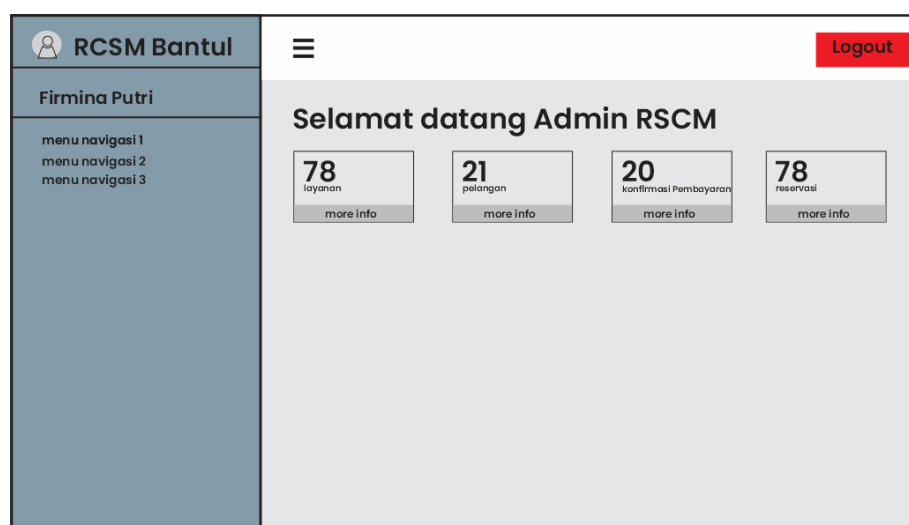 RCSM Bantul
Logout
Firmina Putri
menu navigasi 1
menu navigasi 2
menu navigasi 3
Selamat datang Admin RSCM
78
layanan
more info
21
pelangan
more info
20
konfirmasi Pembayaran
more info
78
reservasi
more info